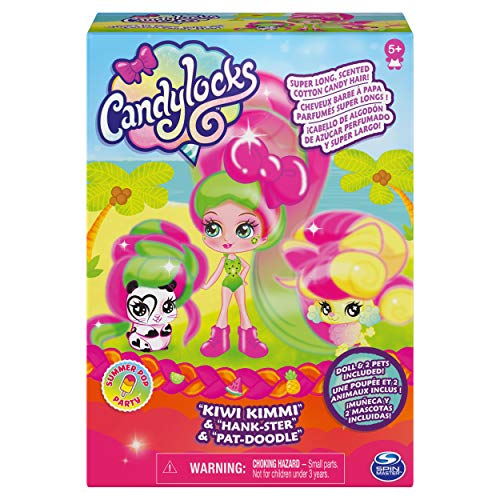 Candylocks
5+
SUPER LONG, SCENTED
COTTON CANDY HAIR!
CHEVEUX BARBE À PAPA
PARFUMÉS SUPER LONGS !
¡CABELLO DE ALGODÓN
DE AZÚCAR PERFUMADO
Y SUPER LARGO!
SUMMER POP
PARTY
"KIWI KIMMI"
& "HANK-STER"
& "PAT-DOODLE"
DOLL & 2 PETS
INCLUDED!
UNE POUPÉE ET 2
ANIMAUX INCLUS !
¡MUÑECA Y
2 MASCOTAS
INCLUIDAS!
WARNING: CHOKING HAZARD – Small parts.
Not for children under 3 years.
SPIN
MASTER